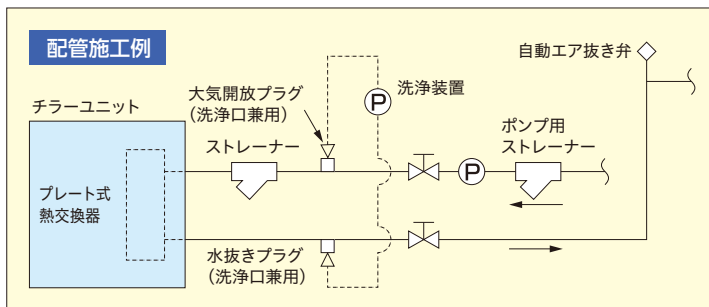 配管施工例
自動エア抜き弁
大気開放プラグ
(洗浄口兼用)
洗浄装置
P
チラーユニット
ストレーナー
ポンプ用
ストレーナー
P
プレート式
熱交換器
水抜きプラグ
(洗浄口兼用)